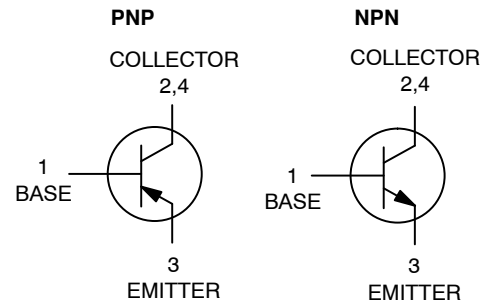 PNP
COLLECTOR
2,4
1
BASE
3
EMITTER
NPN
COLLECTOR
2,4
1
BASE
3
EMITTER